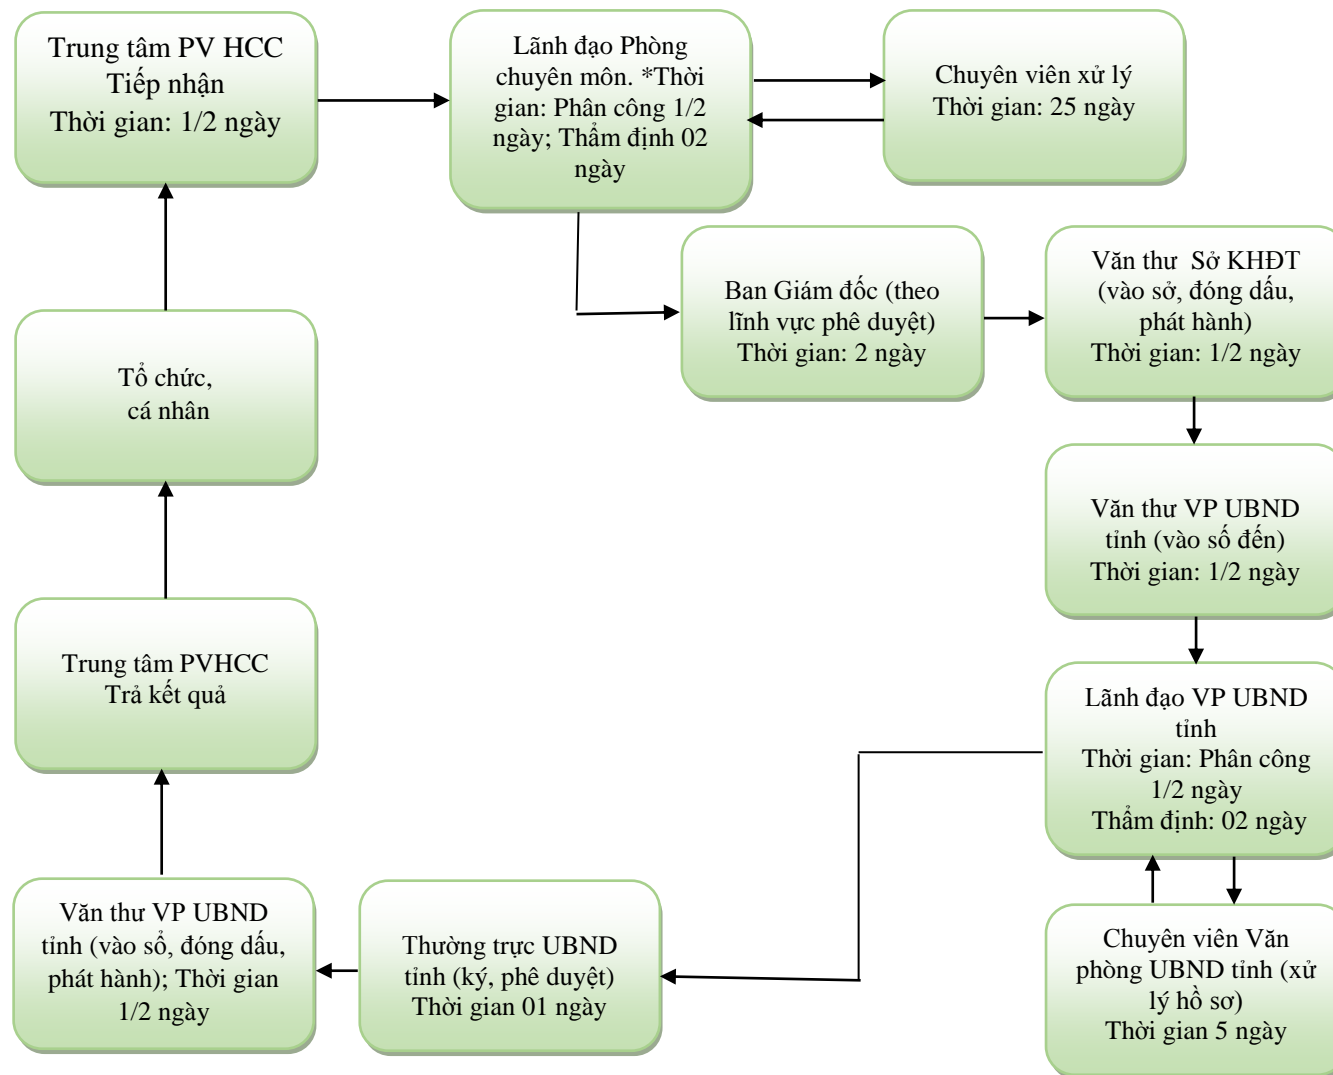 Trung tâm PV HCC
Tiếp nhận
Thời gian: 1/2 ngày
Lãnh đạo Phòng
chuyên môn. *Thời
gian: Phân công 1/2
ngày; Thẩm định 02
ngày
Chuyên viên xử lý
Thời gian: 25 ngày
Ban Giám đốc (theo
lĩnh vực phê duyệt)
Thời gian: 2 ngày
Văn thư Sở KHĐT
(vào sở, đóng dấu,
phát hành)
Thời gian: 1/2 ngày
Tổ chức,
cá nhân
Văn thư VP UBND
tỉnh (vào số đến)
Thời gian: 1/2 ngày
Trung tâm PVHCC
Trả kết quả
Lãnh đạo VP UBND
tỉnh
Thời gian: Phân công
1/2 ngày
Thẩm định: 02 ngày
Văn thư VP UBND
tỉnh (vào sổ, đóng dấu,
phát hành); Thời gian
1/2 ngày
Thường trực UBND
tỉnh (ký, phê duyệt)
Thời gian 01 ngày
Chuyên viên Văn
phòng UBND tỉnh (xử
lý hồ sơ)
Thời gian 5 ngày